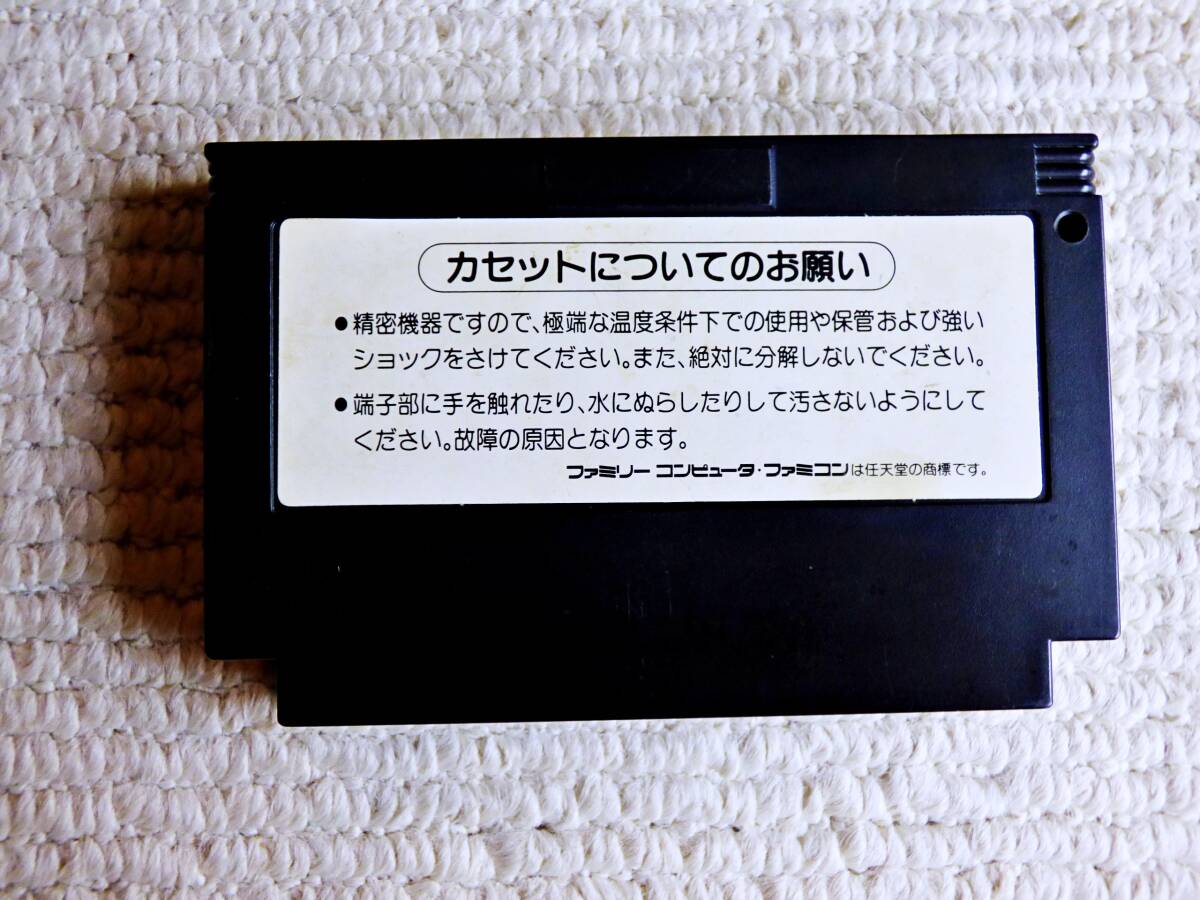 カセットについてのお願い
●精密機器ですので、極端な温度条件下での使用や保管および強い
ショックをさけてください。また、絶対に分解しないでください。
●端子部に手を触れたり、水にぬらしたりして汚さないようにして
ください。故障の原因となります。
ファミリー コンピュータ・ファミコンは任天堂の商標です。